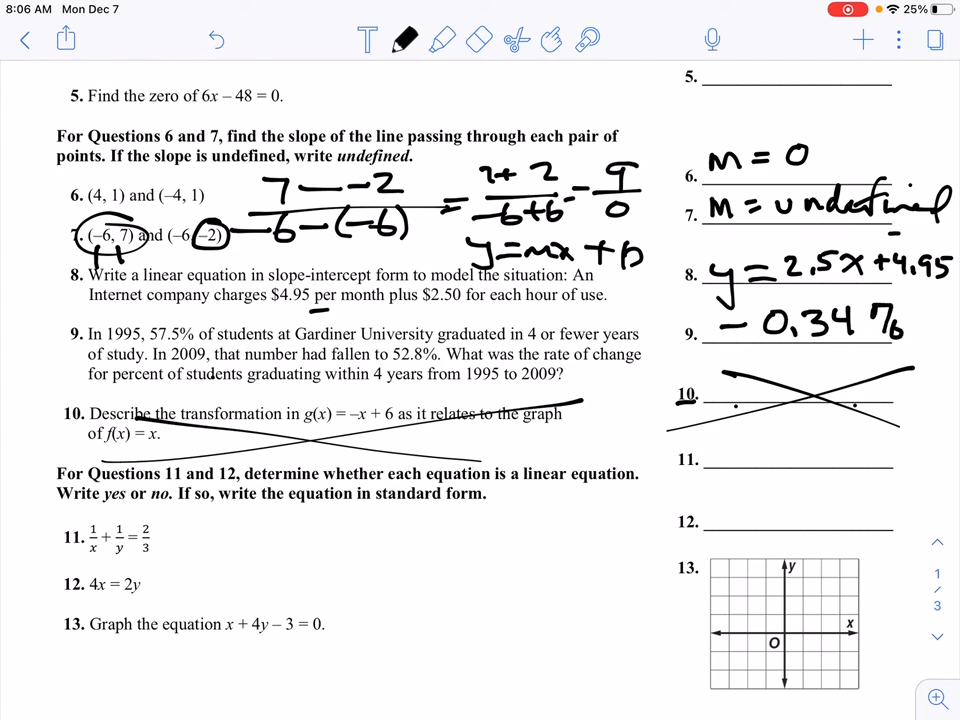 8:06 AM Mon Dec 7
25%
5. Find the zero of 6x – 48 = 0.
5.
For Questions 6 and 7, find the slope of the line passing through each pair of
points. If the slope is undefined, write undefined.
6. (4, 1) and (–4, 1)
6. m = 0
7 – –2 / –6 – (–6) = 7+2 / –6+6 = 9/0
7. (–6, 7) and (–6, –2)
7. m = undefined
y = mx + b
8. Write a linear equation in slope-intercept form to model the situation: An
Internet company charges $4.95 per month plus $2.50 for each hour of use.
8. y = 2.5x + 4.95
9. In 1995, 57.5% of students at Gardiner University graduated in 4 or fewer years
of study. In 2009, that number had fallen to 52.8%. What was the rate of change
for percent of students graduating within 4 years from 1995 to 2009?
9. – 0.34 %
10. Describe the transformation in g(x) = –x + 6 as it relates to the graph
of f(x) = x.
10.
For Questions 11 and 12, determine whether each equation is a linear equation.
Write yes or no. If so, write the equation in standard form.
11.
11. 1/x + 1/y = 2/3
12.
12. 4x = 2y
13. Graph the equation x + 4y – 3 = 0.
13.
y
x
O
1
/
3